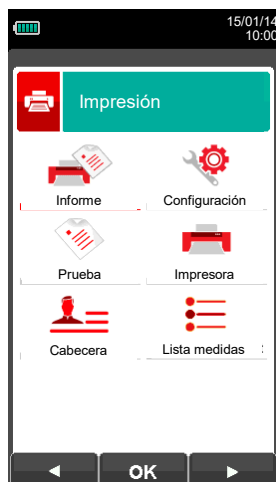 15/01/14
10:00
Impresión
Informe
Configuración
Prueba
Impresora
Cabecera
Lista medidas
OK